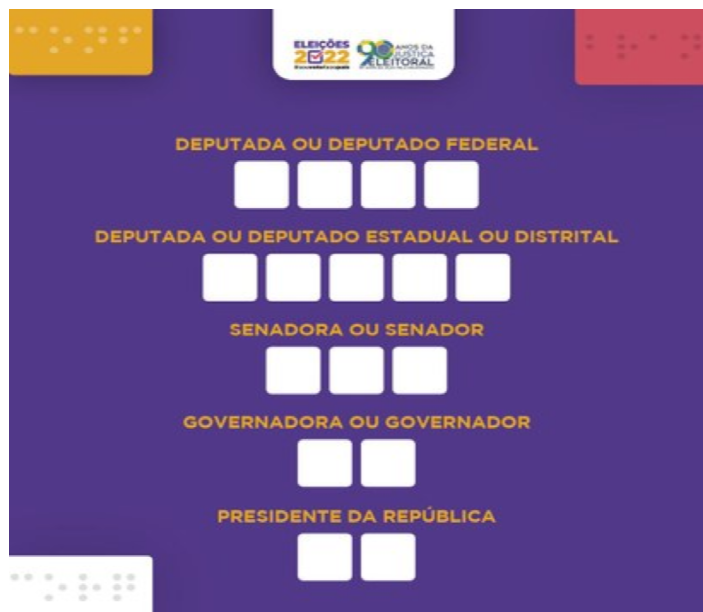 ELEIÇÕES
2022
90 ANOS DA
JUSTIÇA
ELEITORAL
DEPUTADA OU DEPUTADO FEDERAL
DEPUTADA OU DEPUTADO ESTADUAL OU DISTRITAL
SENADORA OU SENADOR
GOVERNADORA OU GOVERNADOR
PRESIDENTE DA REPÚBLICA